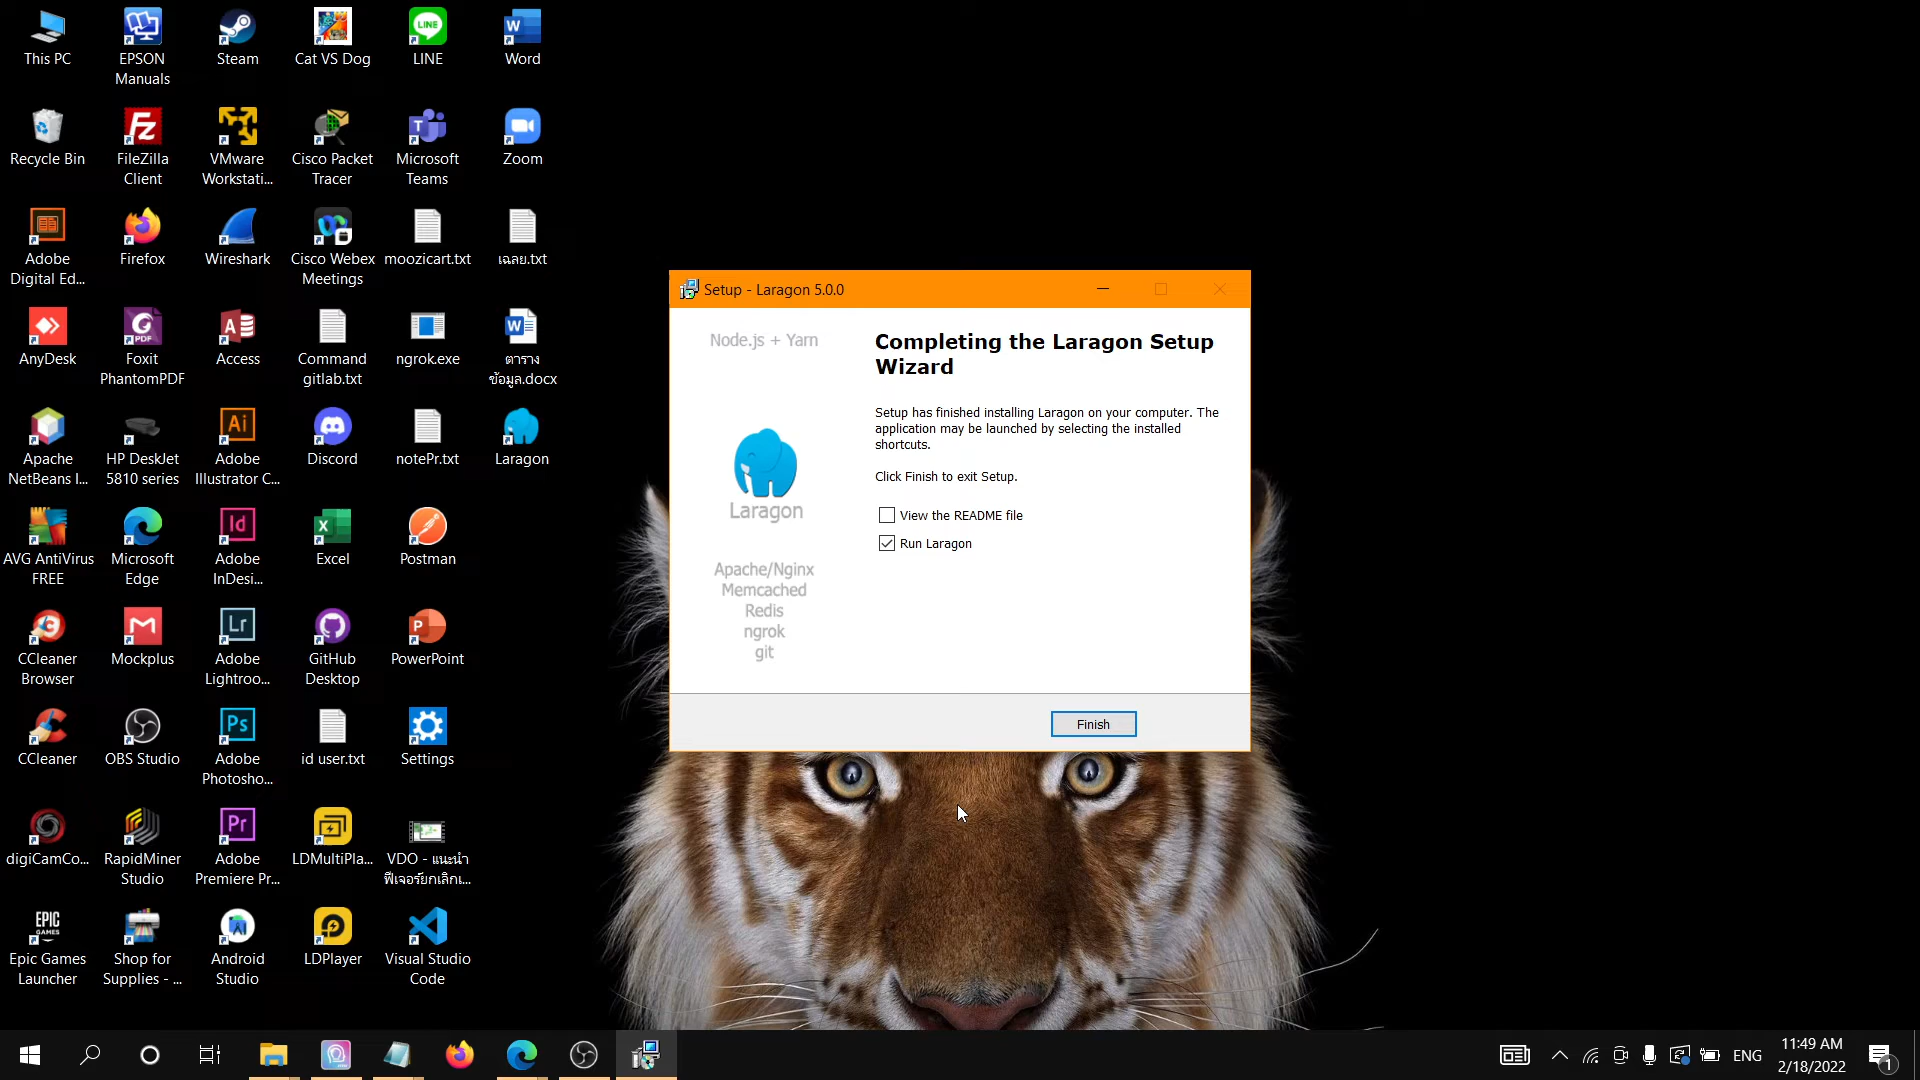 This PC
EPSON
Manuals
Steam
Cat VS Dog
LINE
Word
Recycle Bin
FileZilla
Client
VMware
Workstati...
Cisco Packet
Tracer
Microsoft
Teams
Zoom
Adobe
Digital Ed...
Firefox
Wireshark
Cisco Webex
Meetings
moozicart.txt
เฉลย.txt
AnyDesk
Foxit
PhantomPDF
Access
Command
gitlab.txt
ngrok.exe
ตาราง
ข้อมูล.docx
Apache
NetBeans I...
HP DeskJet
5810 series
Adobe
Illustrator C...
Discord
notePr.txt
Laragon
AVG AntiVirus
FREE
Microsoft
Edge
Adobe
InDesi...
Excel
Postman
CCleaner
Browser
Mockplus
Adobe
Lightroo...
GitHub
Desktop
PowerPoint
CCleaner
OBS Studio
Adobe
Photosho...
id user.txt
Settings
digiCamCo...
RapidMiner
Studio
Adobe
Premiere Pr...
LDMultiPla...
VDO - แนะนำ
ฟีเจอร์ยกเลิกเ...
Epic Games
Launcher
Shop for
Supplies - ...
Android
Studio
LDPlayer
Visual Studio
Code
Setup - Laragon 5.0.0
Node.js + Yarn
Laragon
Apache/Nginx
Memcached
Redis
ngrok
git
Completing the Laragon Setup
Wizard
Setup has finished installing Laragon on your computer. The
application may be launched by selecting the installed
shortcuts.
Click Finish to exit Setup.
View the README file
Run Laragon
Finish
ENG
11:49 AM
2/18/2022
1